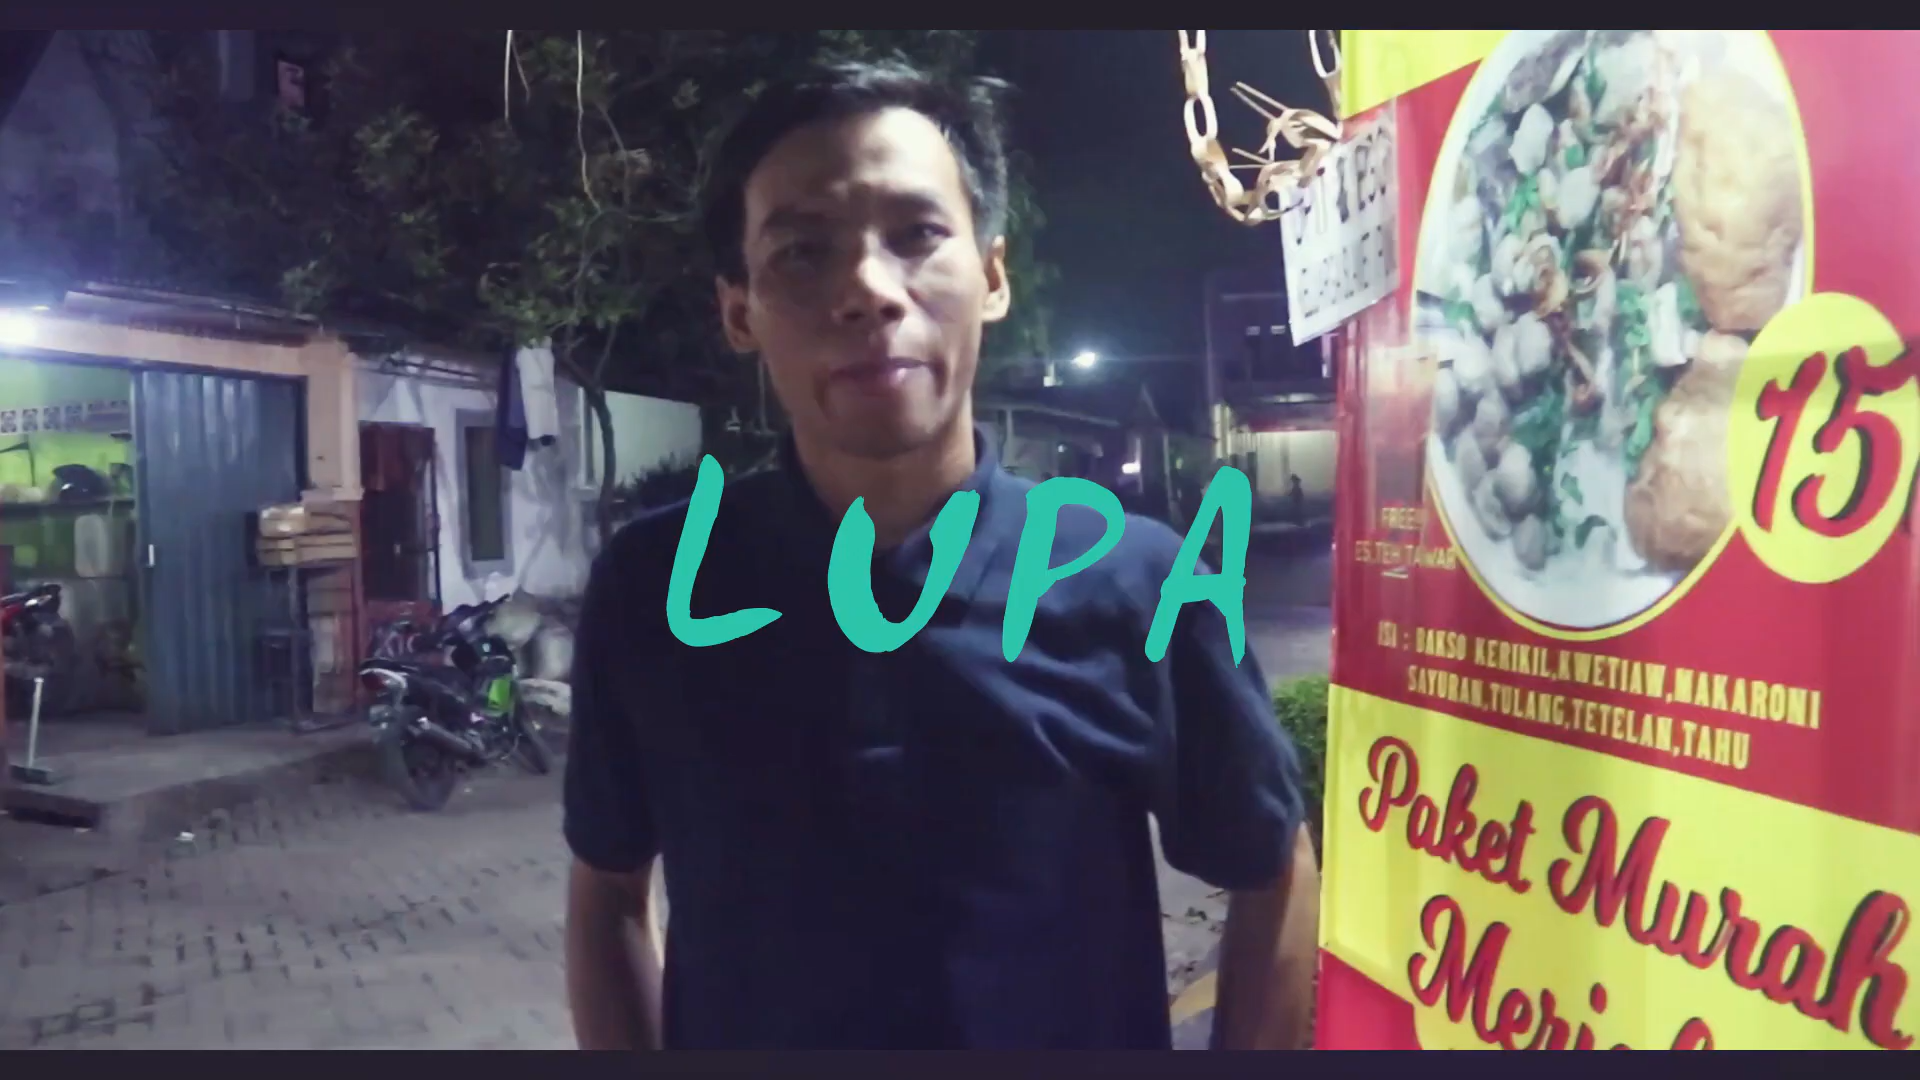 LUPA
15
FREE!!
ES.TEH TAWAR
ISI : BAKSO KERIKIL,KWETIAW,MAKARONI
SAYURAN,TULANG,TETELAN,TAHU
Paket Murah